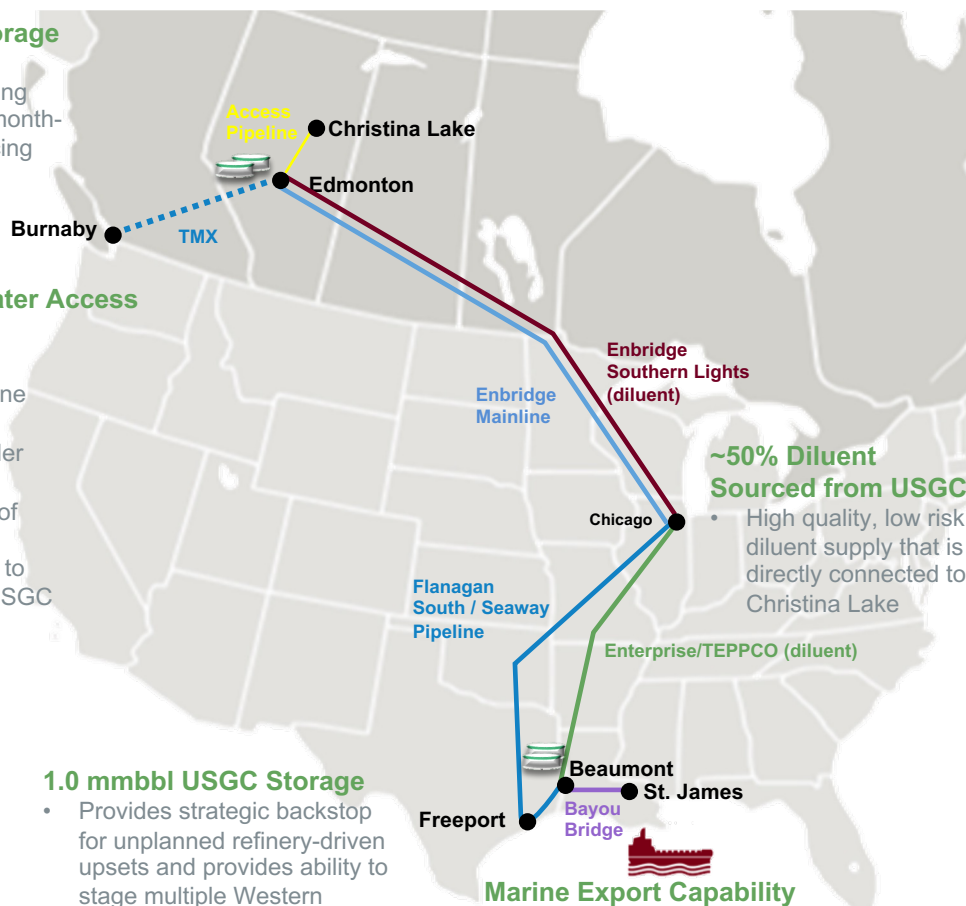 orage
ing
month-
cing
Access
Pipeline
Christina Lake
Edmonton
Burnaby
TMX
ater Access
ne
der
of
to
SGC
Enbridge
Southern Lights
(diluent)
Enbridge
Mainline
~50% Diluent
Sourced from USGC
• High quality, low risk
diluent supply that is
directly connected to
Christina Lake
Chicago
Flanagan
South / Seaway
Pipeline
Enterprise/TEPPCO (diluent)
1.0 mmbbl USGC Storage
• Provides strategic backstop
for unplanned refinery-driven
upsets and provides ability to
stage multiple Western
Beaumont
St. James
Bayou
Bridge
Freeport
Marine Export Capability